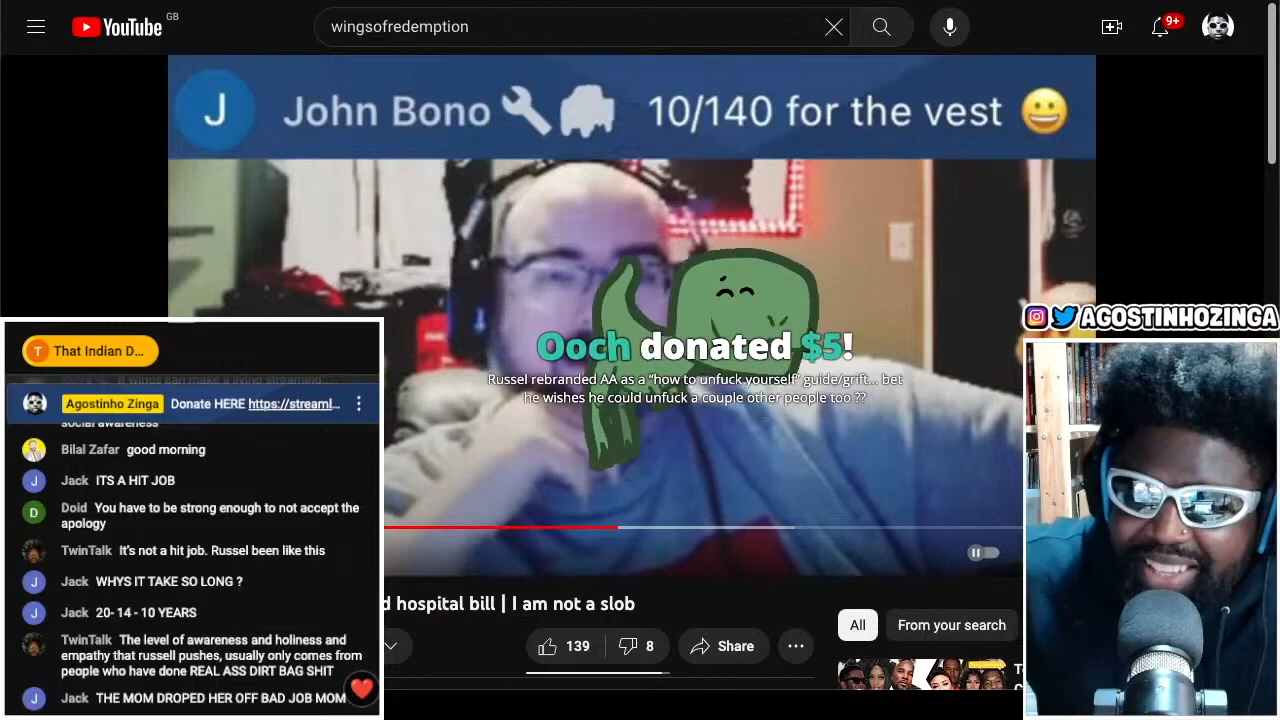 YouTube
GB
wingsofredemption
9+
J
John Bono
10/140 for the vest 😀
Ooch donated $5!
Russel rebranded AA as a "how to unfuck yourself" guide/grift... bet
he wishes he could unfuck a couple other people too ??
AGOSTINHOZINGA
T
That Indian D...
Agostinho Zinga Donate HERE https://streaml...
social awareness
Bilal Zafar good morning
J
Jack ITS A HIT JOB
D
Doid You have to be strong enough to not accept the
apology
TwinTalk It's not a hit job. Russel been like this
J
Jack WHYS IT TAKE SO LONG ?
J
Jack 20- 14 - 10 YEARS
TwinTalk The level of awareness and holiness and
empathy that russell pushes, usually only comes from
people who have done REAL ASS DIRT BAG SHIT
J
Jack THE MOM DROPED HER OFF BAD JOB MOM
d hospital bill | I am not a slob
139
8
Share
All
From your search